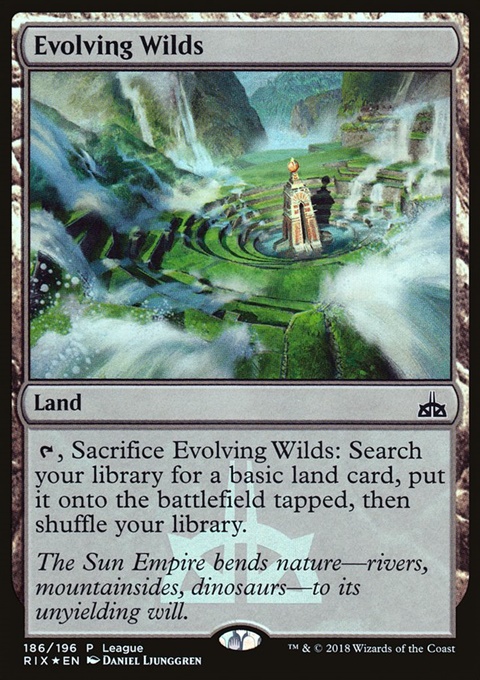 Evolving Wilds
Land
, Sacrifice Evolving Wilds: Search
your library for a basic land card, put
it onto the battlefield tapped, then
shuffle your library.
The Sun Empire bends nature—rivers,
mountainsides, dinosaurs—to its
unyielding will.
186/196 P League
RIX★EN Daniel Ljunggren
™ & © 2018 Wizards of the Coast